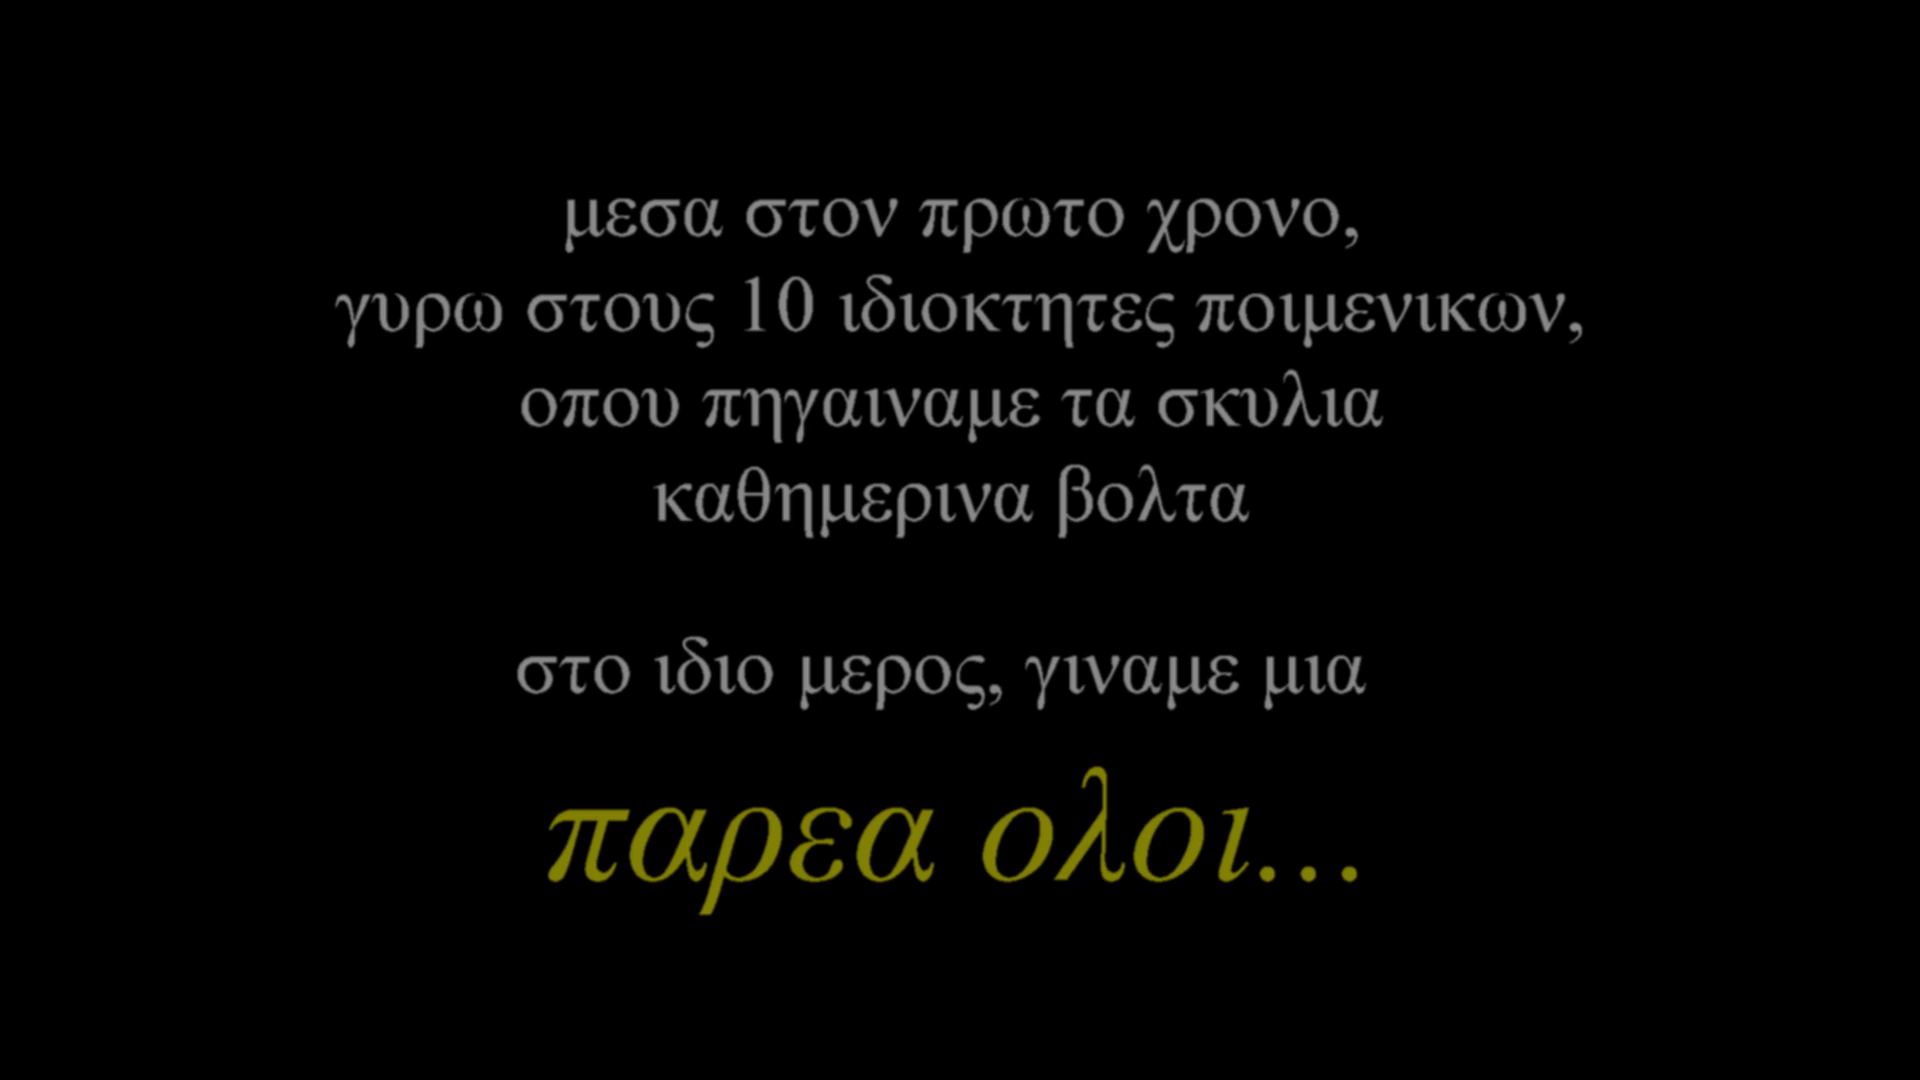 μεσα στον πρωτο χρονο,
γυρω στους 10 ιδιοκτητες ποιμενικων,
οπου πηγαιναμε τα σκυλια
καθημερινα βολτα
στο ιδιο μερος, γιναμε μια
παρεα ολοι...